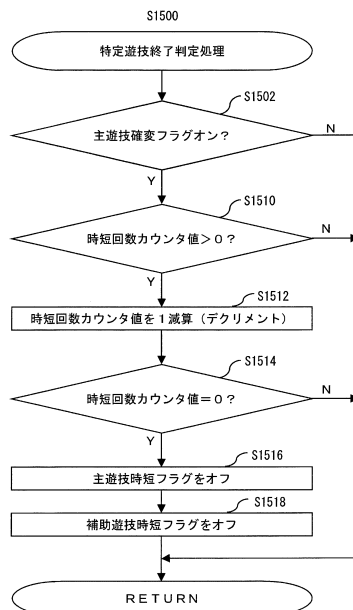 S1500
特定遊技終了判定処理
S1502
主遊技確変フラグオン？
N
Y
S1510
時短回数カウンタ値＞０？
N
Y
S1512
時短回数カウンタ値を１減算（デクリメント）
S1514
時短回数カウンタ値＝０？
N
Y
S1516
主遊技時短フラグをオフ
S1518
補助遊技時短フラグをオフ
ＲＥＴＵＲＮ